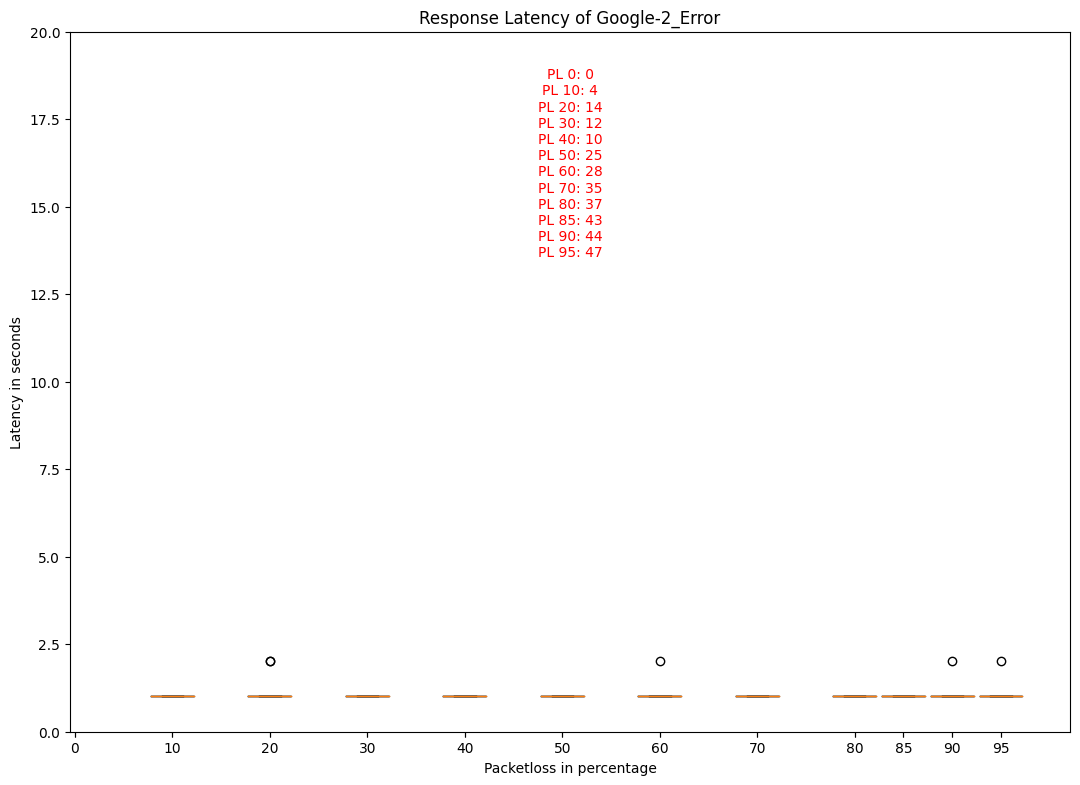 Response Latency of Google-2_Error
20.0
17.5
15.0
12.5
10.0
7.5
5.0
2.5
0.0
Latency in seconds
PL 0: 0
PL 10: 4
PL 20: 14
PL 30: 12
PL 40: 10
PL 50: 25
PL 60: 28
PL 70: 35
PL 80: 37
PL 85: 43
PL 90: 44
PL 95: 47
0 10 20 30 40 50 60 70 80 85 90 95
Packetloss in percentage